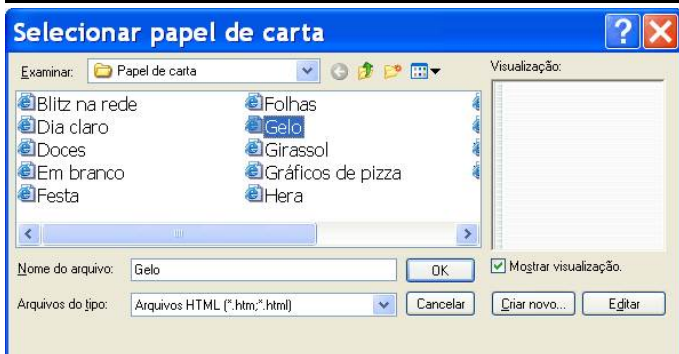 Selecionar papel de carta
Examinar: Papel de carta
Visualização:
Blitz na rede
Dia claro
Doces
Em branco
Festa
Folhas
Gelo
Girassol
Gráficos de pizza
Hera
Nome do arquivo: Gelo OK
Mostrar visualização.
Arquivos do tipo: Arquivos HTML (*.htm;*.html) Cancelar
Criar novo... Editar